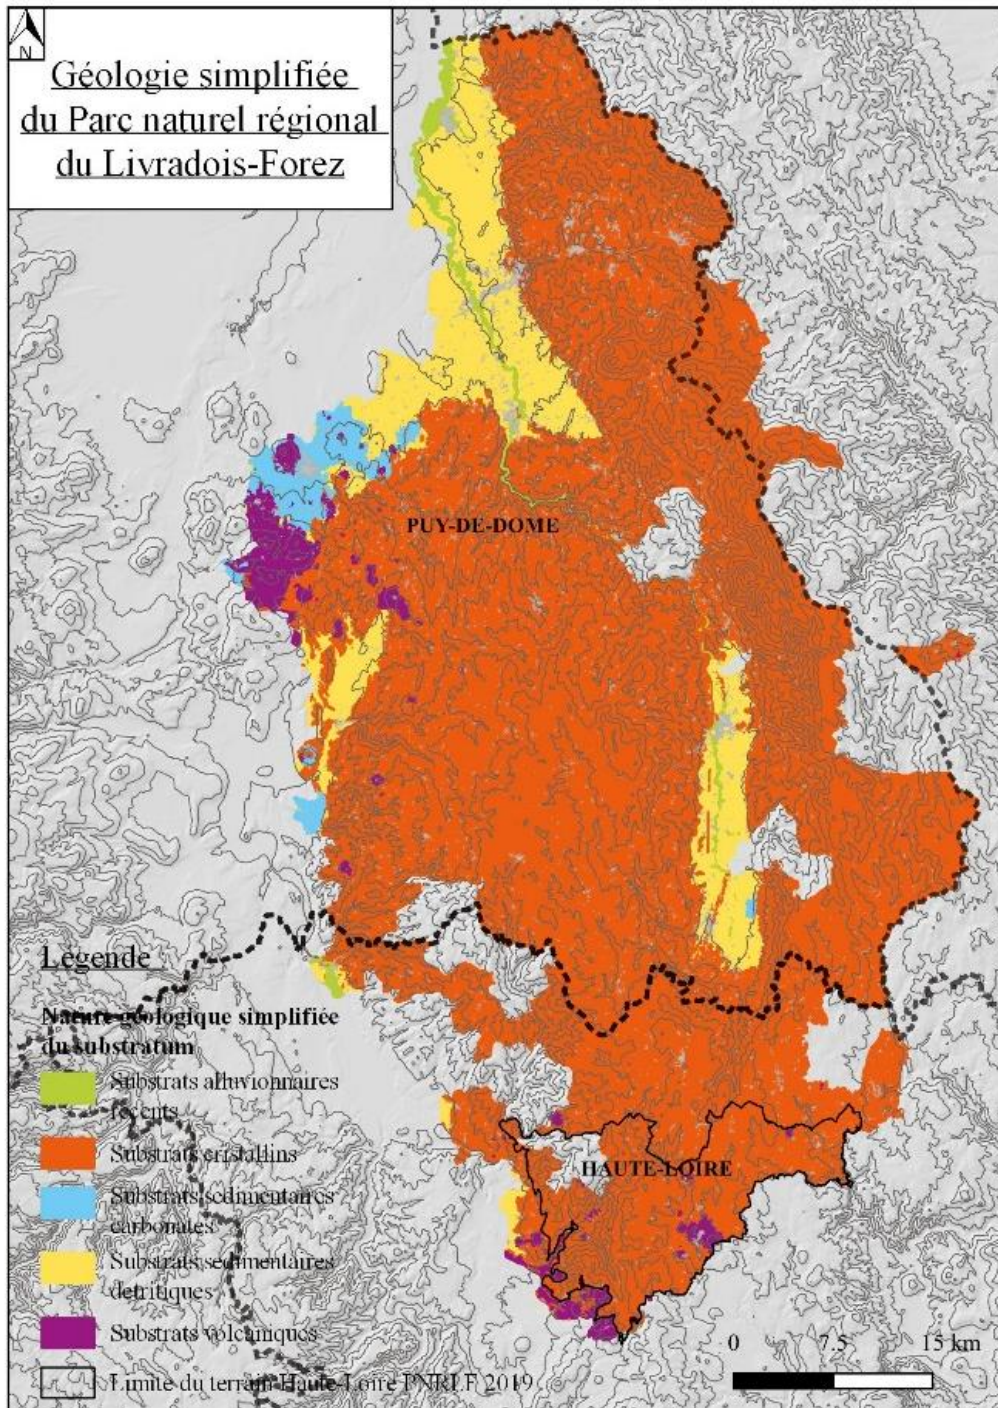 N
Géologie simplifiée
du Parc naturel régional
du Livradois-Forez
PUY-DE-DOME
HAUTE-LOIRE
Légende
Nature géologique simplifiée
du substratum
Substrats alluvionnaires
récents
Substrats cristallins
Substrats sédimentaires
carbonatés
Substrats sédimentaires
détritiques
Substrats volcaniques
Limite du terrain Haute-Loire PNRLF 2019
0 7.5 15 km